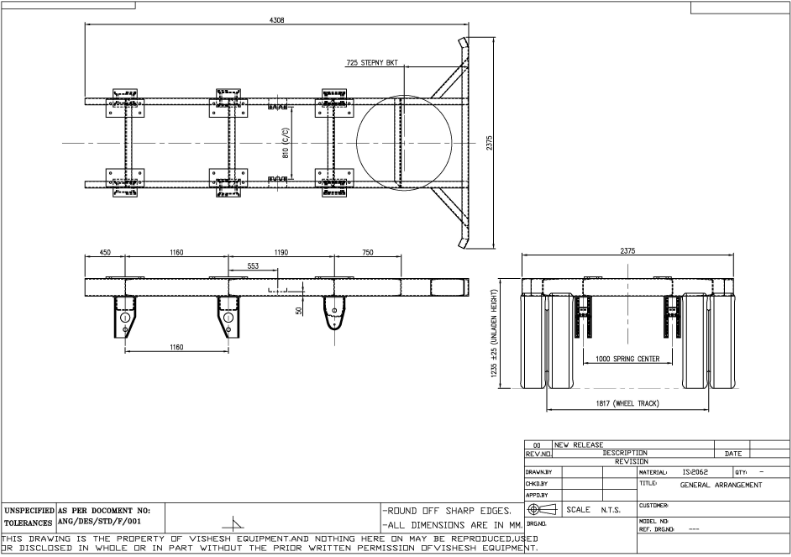 4308
725 STEPNY BKT
810 (C/C)
2375
450
1160
1190
750
553
50
1160
2375
1235 ±25 (UNLADEN HEIGHT)
1000 SPRING CENTER
1817 (WHEEL TRACK)
00 NEW RELEASE
REV.NO. DESCRIPTION DATE
REVISION
DRAWN.BY MATERIAL: IS:2062 QTY: -
CHKD.BY TITLE: GENERAL ARRANGEMENT
APPD.BY
SCALE N.T.S. CUSTOMER:
DRG.NO. MODEL NO:
REF. DRG.NO: ---
UNSPECIFIED TOLERANCES
AS PER DOCOMENT NO:
ANG/DES/STD/F/001
-ROUND OFF SHARP EDGES.
-ALL DIMENSIONS ARE IN MM.
THIS DRAWING IS THE PROPERTY OF VISHESH EQUIPMENT.AND NOTHING HERE ON MAY BE REPRODUCED,USED
OR DISCLOSED IN WHOLE OR IN PART WITHOUT THE PRIOR WRITTEN PERMISSION OFVISHESH EQUIPMENT.